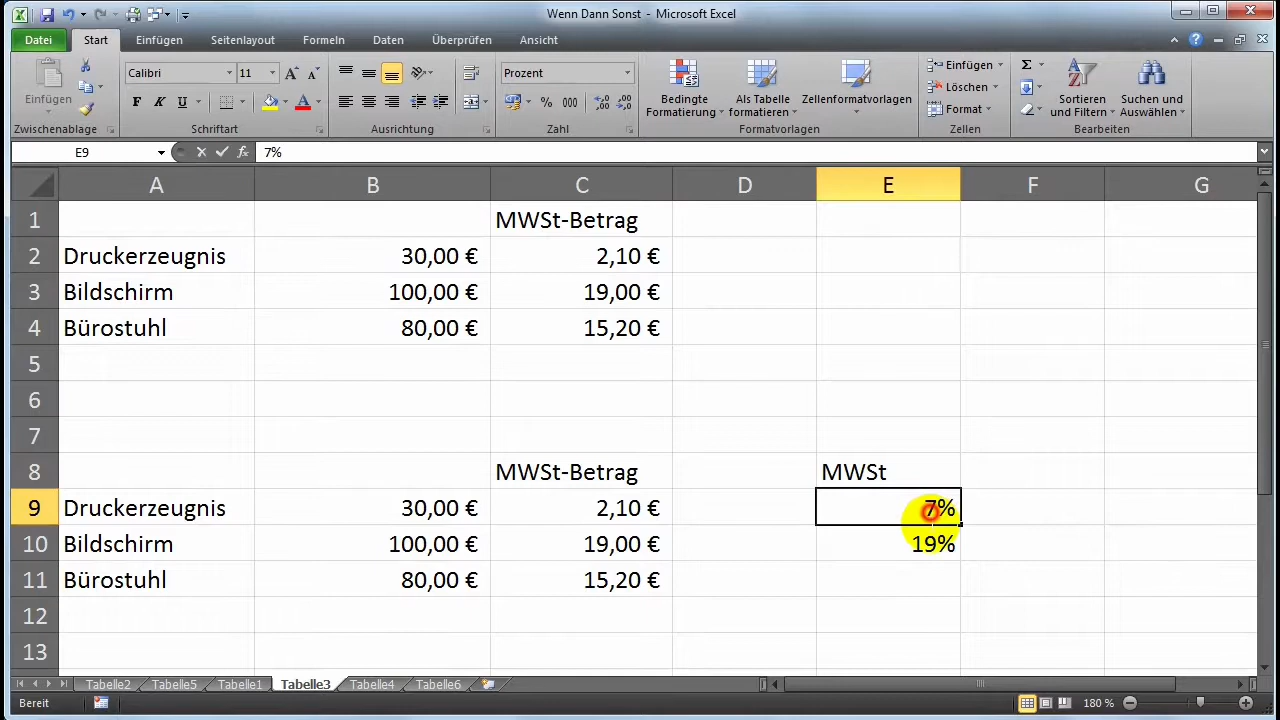 Wenn Dann Sonst - Microsoft Excel
Datei Start Einfügen Seitenlayout Formeln Daten Überprüfen Ansicht
Einfügen
Zwischenablage
Calibri 11
F K U
Schriftart
Ausrichtung
Prozent
% 000
Zahl
Bedingte Formatierung
Als Tabelle formatieren
Zellenformatvorlagen
Formatvorlagen
Einfügen
Löschen
Format
Zellen
Sortieren und Filtern
Suchen und Auswählen
Bearbeiten
E9 fx 7%
A B C D E F G
1 MWSt-Betrag
2 Druckerzeugnis 30,00 € 2,10 €
3 Bildschirm 100,00 € 19,00 €
4 Bürostuhl 80,00 € 15,20 €
5
6
7
8 MWSt-Betrag MWSt
9 Druckerzeugnis 30,00 € 2,10 € 7%
10 Bildschirm 100,00 € 19,00 € 19%
11 Bürostuhl 80,00 € 15,20 €
12
13
Tabelle2 Tabelle5 Tabelle1 Tabelle3 Tabelle4 Tabelle6
Bereit 180 %